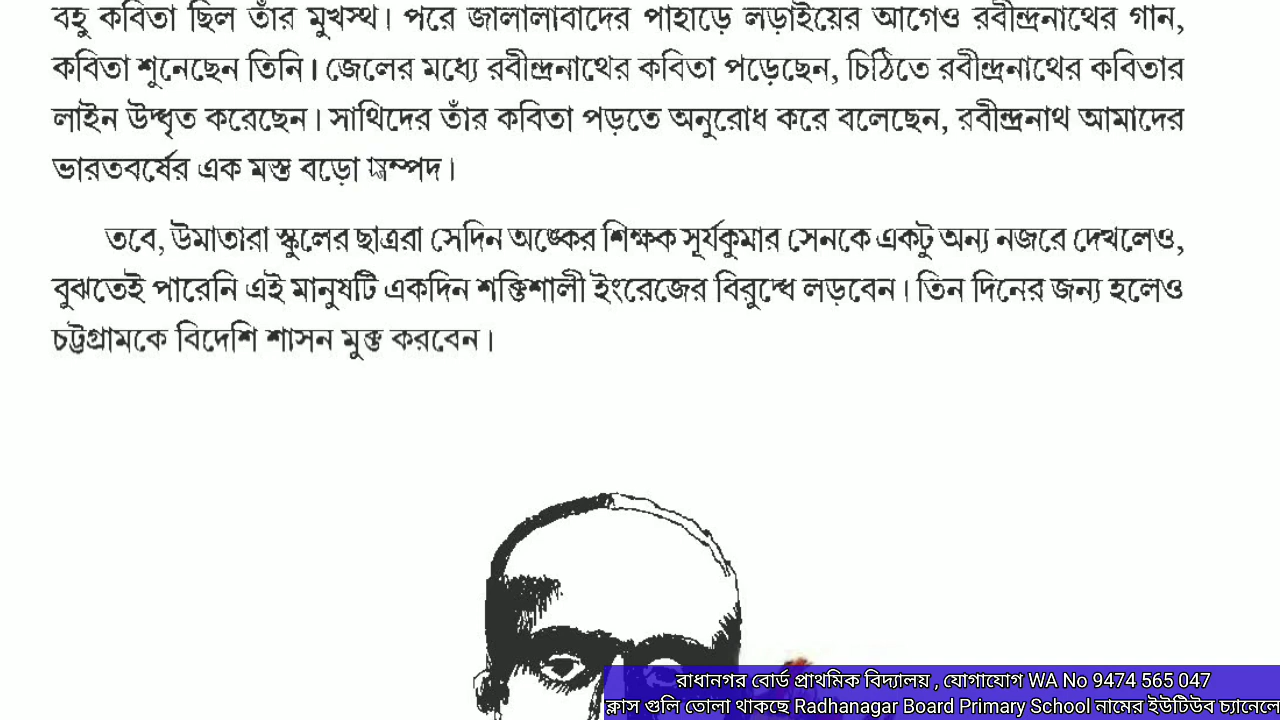 বহু কবিতা ছিল তাঁর মুখস্থ। পরে জালালাবাদের পাহাড়ে লড়াইয়ের আগেও রবীন্দ্রনাথের গান,
কবিতা শুনেছেন তিনি। জেলের মধ্যে রবীন্দ্রনাথের কবিতা পড়েছেন, চিঠিতে রবীন্দ্রনাথের কবিতার
লাইন উদ্ধৃত করেছেন। সাথিদের তাঁর কবিতা পড়তে অনুরোধ করে বলেছেন, রবীন্দ্রনাথ আমাদের
ভারতবর্ষের এক মস্ত বড়ো সম্পদ।
তবে, উমাতারা স্কুলের ছাত্ররা সেদিন অঙ্কের শিক্ষক সূর্যকুমার সেনকে একটু অন্য নজরে দেখলেও,
বুঝতেই পারেনি এই মানুষটি একদিন শক্তিশালী ইংরেজের বিরুদ্ধে লড়বেন। তিন দিনের জন্য হলেও
চট্টগ্রামকে বিদেশি শাসন মুক্ত করবেন।
রাধানগর বোর্ড প্রাথমিক বিদ্যালয় , যোগাযোগ WA No 9474 565 047
ক্লাস গুলি তোলা থাকছে Radhanagar Board Primary School নামের ইউটিউব চ্যানেলে